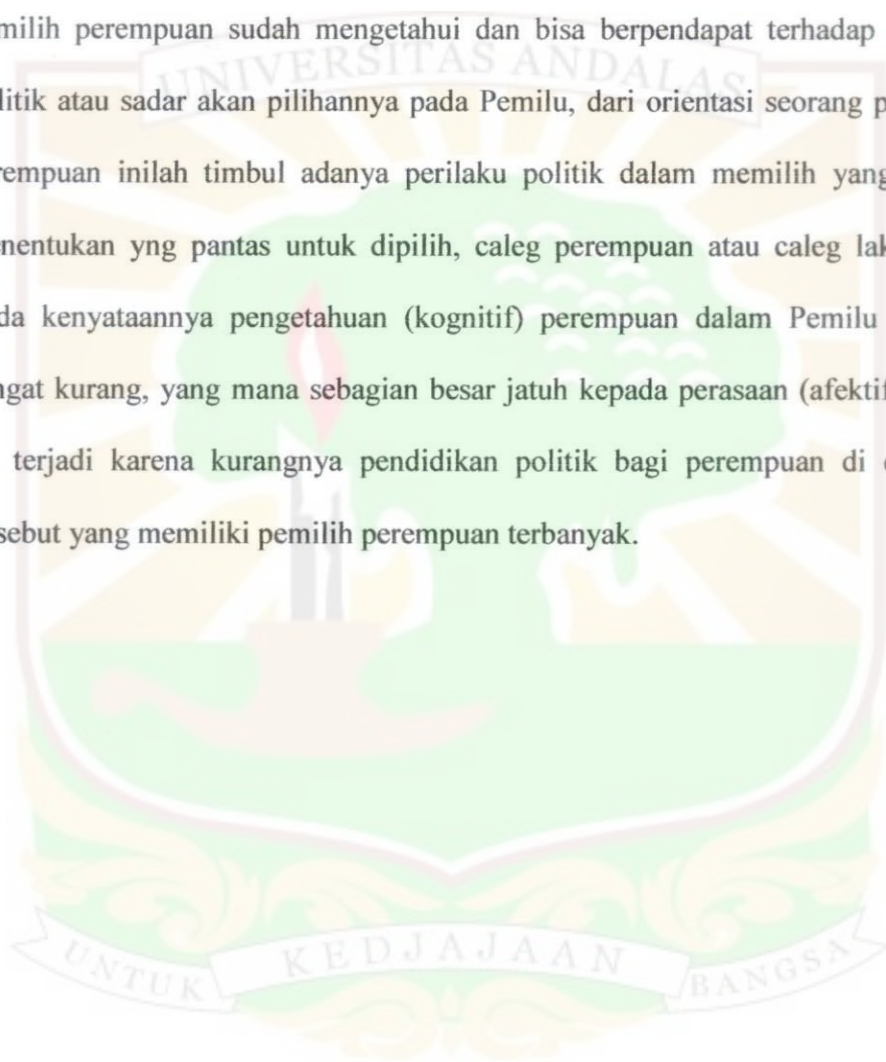 milih perempuan sudah mengetahui dan bisa berpendapat terhadap
UNIVERSITAS ANDALAS
litik atau sadar akan pilihannya pada Pemilu, dari orientasi seorang p
rempuan inilah timbul adanya perilaku politik dalam memilih yang
nentukan yng pantas untuk dipilih, caleg perempuan atau caleg lak
da kenyataannya pengetahuan (kognitif) perempuan dalam Pemilu
ngat kurang, yang mana sebagian besar jatuh kepada perasaan (afektif
terjadi karena kurangnya pendidikan politik bagi perempuan di
sebut yang memiliki pemilih perempuan terbanyak.
UNTUK KEDJAJAAN BANGSA